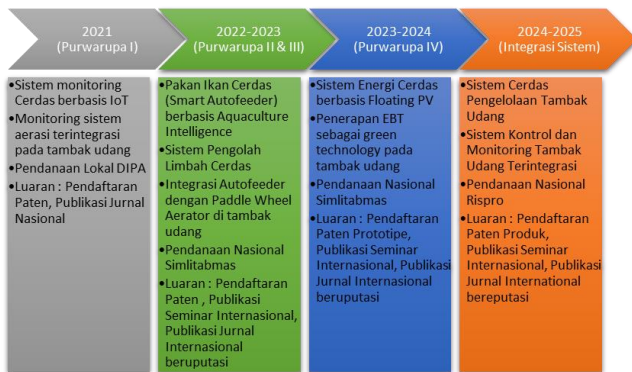 2021
(Purwarupa I)
•Sistem monitoring
Cerdas berbasis IoT
•Monitoring sistem
aerasi terintegrasi
pada tambak udang
•Pendanaan Lokal DIPA
•Luaran : Pendaftaran
Paten, Publikasi Jurnal
Nasional
2022-2023
(Purwarupa II & III)
•Pakan Ikan Cerdas
(Smart Autofeeder)
berbasis Aquaculture
Intelligence
•Sistem Pengolah
Limbah Cerdas
•Integrasi Autofeeder
dengan Paddle Wheel
Aerator di tambak
udang
•Pendanaan Nasional
Simlitabmas
•Luaran : Pendaftaran
Paten , Publikasi
Seminar Internasional,
Publikasi Jurnal
Internasional
beruputasi
2023-2024
(Purwarupa IV)
•Sistem Energi Cerdas
berbasis Floating PV
•Penerapan EBT
sebagai green
technology pada
tambak udang
•Pendanaan Nasional
Simlitabmas
•Luaran : Pendaftaran
Paten Prototipe,
Publikasi Seminar
Internasional, Publikasi
Jurnal Internasional
beruputasi
2024-2025
(Integrasi Sistem)
•Sistem Cerdas
Pengelolaan Tambak
Udang
•Sistem Kontrol dan
Monitoring Tambak
Udang Terintegrasi
•Pendanaan Nasional
Rispro
•Luaran : Pendaftaran
Paten Produk,
Publikasi Seminar
Internasional, Publikasi
Jurnal International
bereputasi